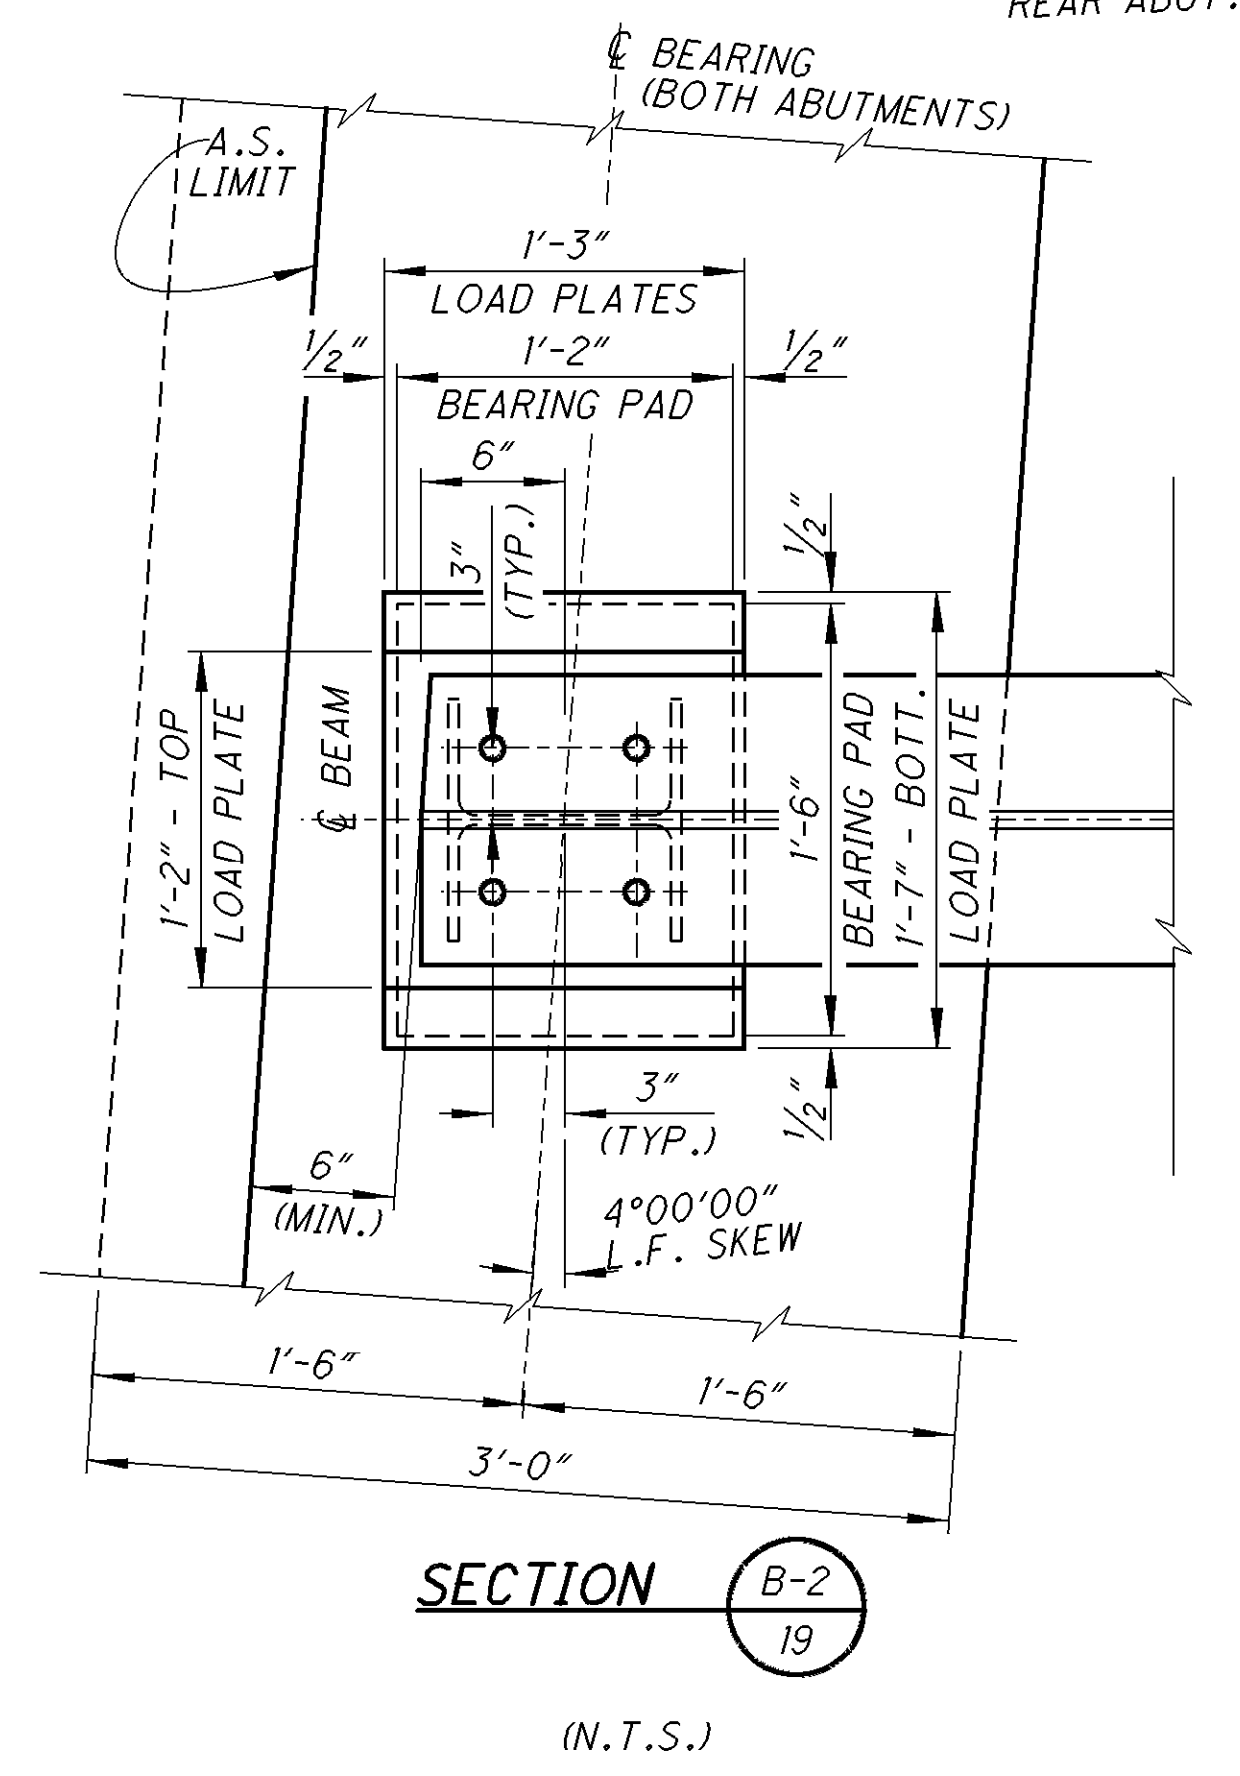 REAR ABUT.
℄ BEARING
(BOTH ABUTMENTS)
A.S.
LIMIT
1'-3"
LOAD PLATES
1/2"
1'-2"
1/2"
BEARING PAD
6"
3"
(TYP.)
1/2"
℄ BEAM
1'-2" - TOP
LOAD PLATE
1'-6"
BEARING PAD
1'-7" - BOTT.
LOAD PLATE
3"
(TYP.)
1/2"
6"
(MIN.)
4°00'00"
L.F. SKEW
1'-6"
1'-6"
3'-0"
SECTION
B-2
19
(N.T.S.)